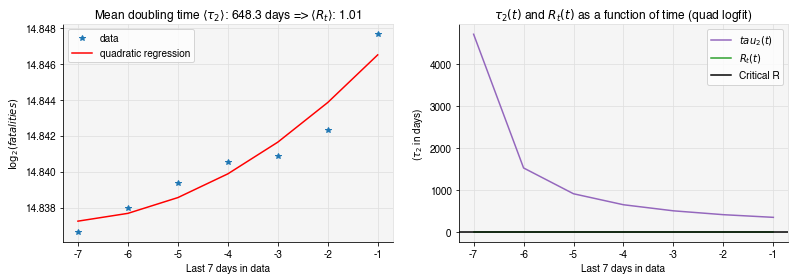 Mean doubling time ⟨τ₂⟩: 648.3 days => ⟨Rₜ⟩: 1.01
14.848
14.846
14.844
14.842
14.840
14.838
log₂(fatalities)
data
quadratic regression
-7 -6 -5 -4 -3 -2 -1
Last 7 days in data
τ₂(t) and Rₜ(t) as a function of time (quad logfit)
4000
3000
2000
1000
0
(τ₂ in days)
tau₂(t)
Rₜ(t)
Critical R
-7 -6 -5 -4 -3 -2 -1
Last 7 days in data